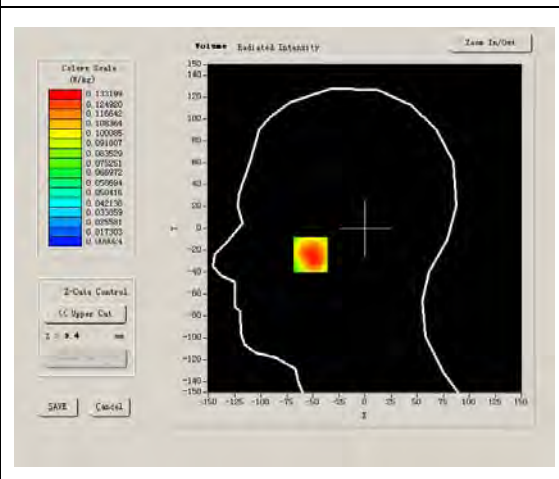 Volume Radiated Intensity
Zoom In/Out
Colors Scale
(W/kg)
0.133199
0.124920
0.116642
0.108364
0.100085
0.091807
0.083529
0.075251
0.066972
0.058694
0.050416
0.042138
0.033859
0.025581
0.017303
Z-Cuts Control
<< Upper Cut
mm
SAVE
Cancel
150
140
120
100
80
60
40
20
0
-20
-40
-60
-80
-100
-120
-140
-150
Y
-150 -125 -100 -75 -50 -25 0 25 50 75 100 125 150
X